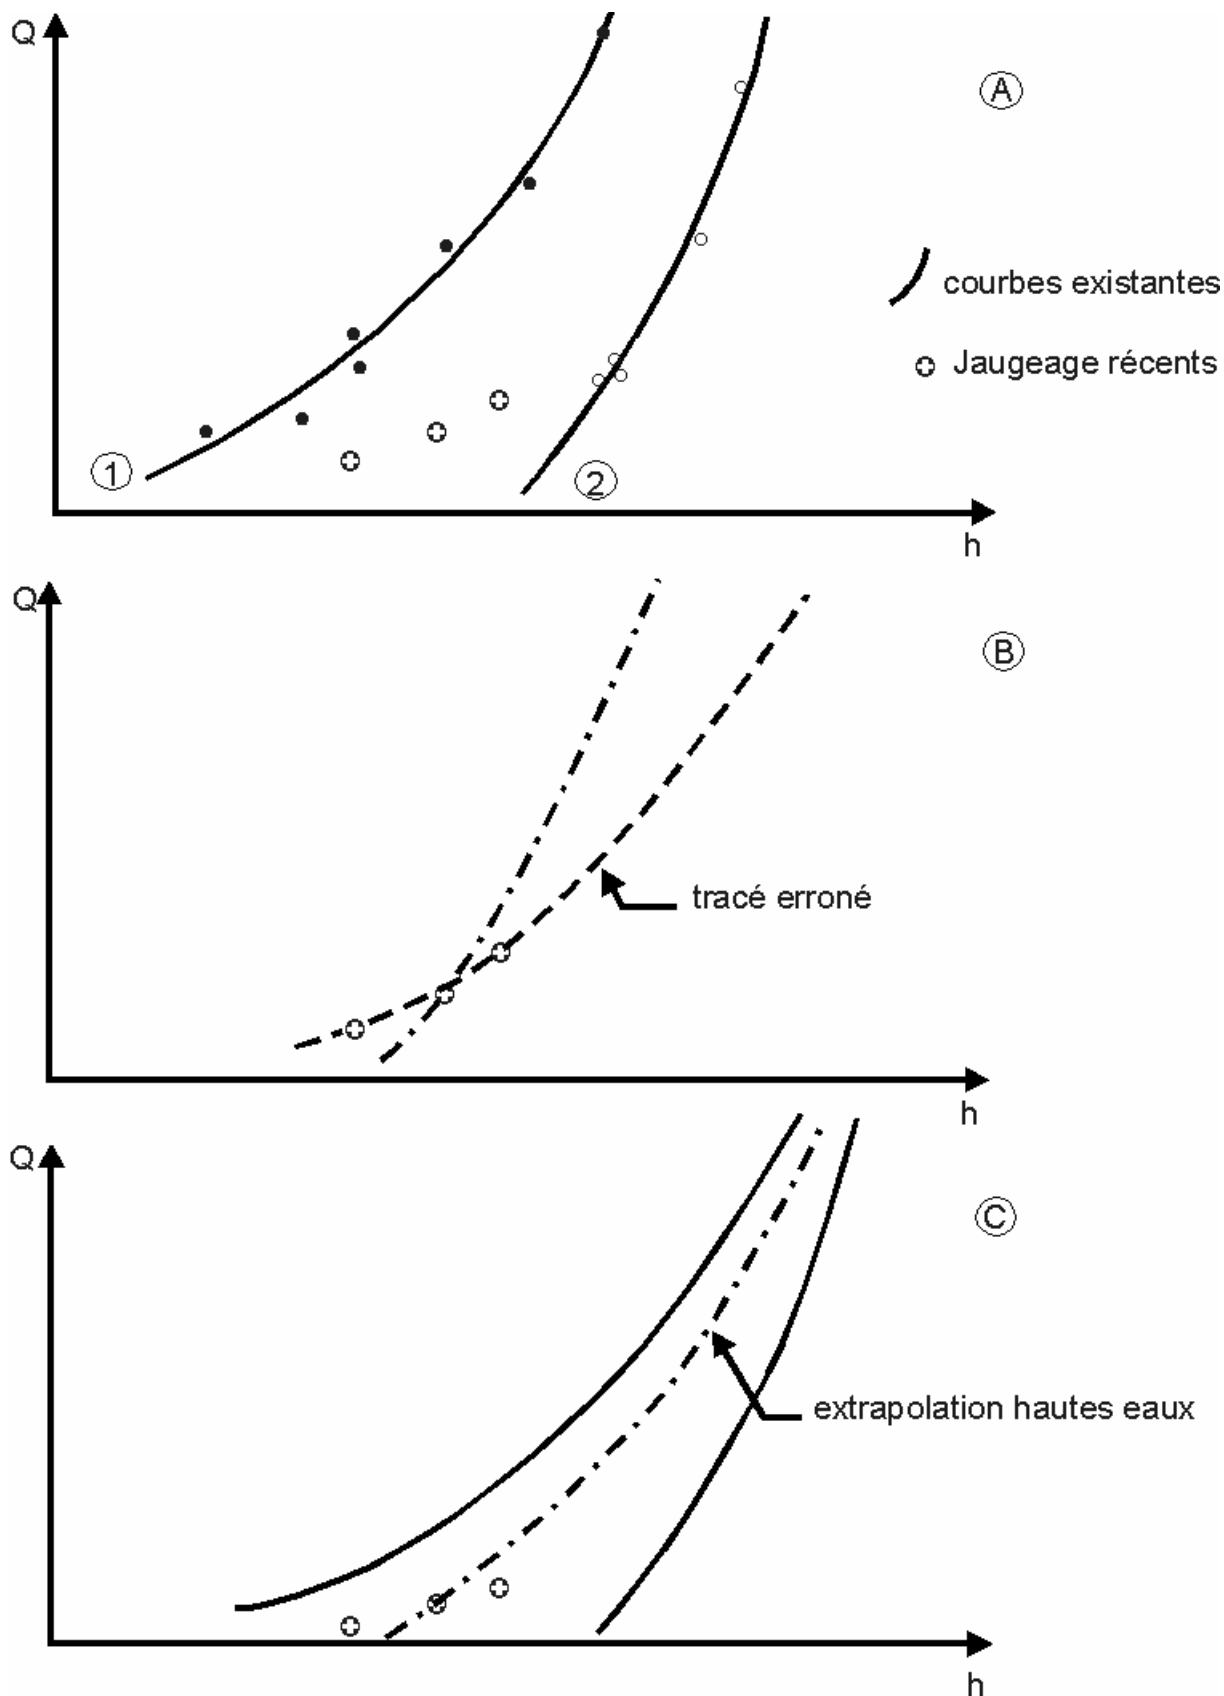 Q
A
courbes existantes
Jaugeage récents
1
2
h
Q
B
tracé erroné
h
Q
C
extrapolation hautes eaux
h